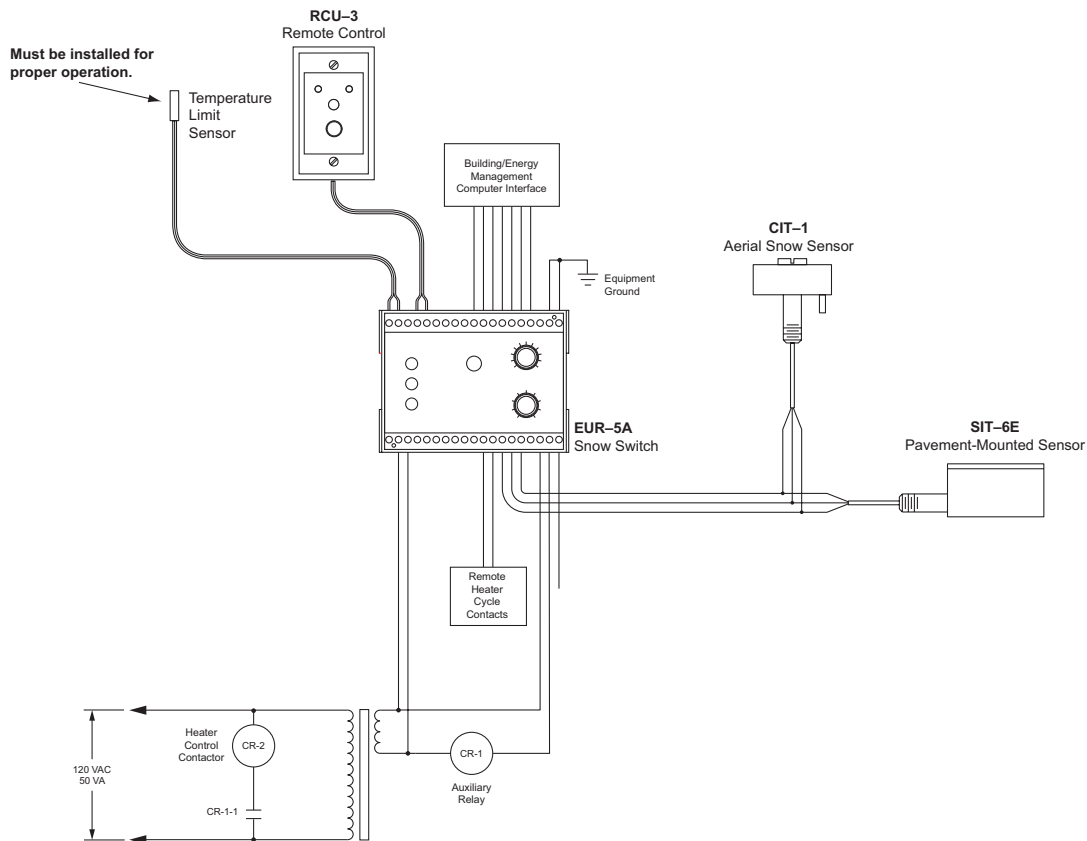 RCU–3
Remote Control
Must be installed for
proper operation.
Temperature
Limit
Sensor
Building/Energy
Management
Computer Interface
CIT–1
Aerial Snow Sensor
Equipment
Ground
EUR–5A
Snow Switch
SIT–6E
Pavement-Mounted Sensor
Remote
Heater
Cycle
Contacts
Heater
Control
Contactor
CR-2
CR-1
120 VAC
50 VA
Auxiliary
Relay
CR-1-1